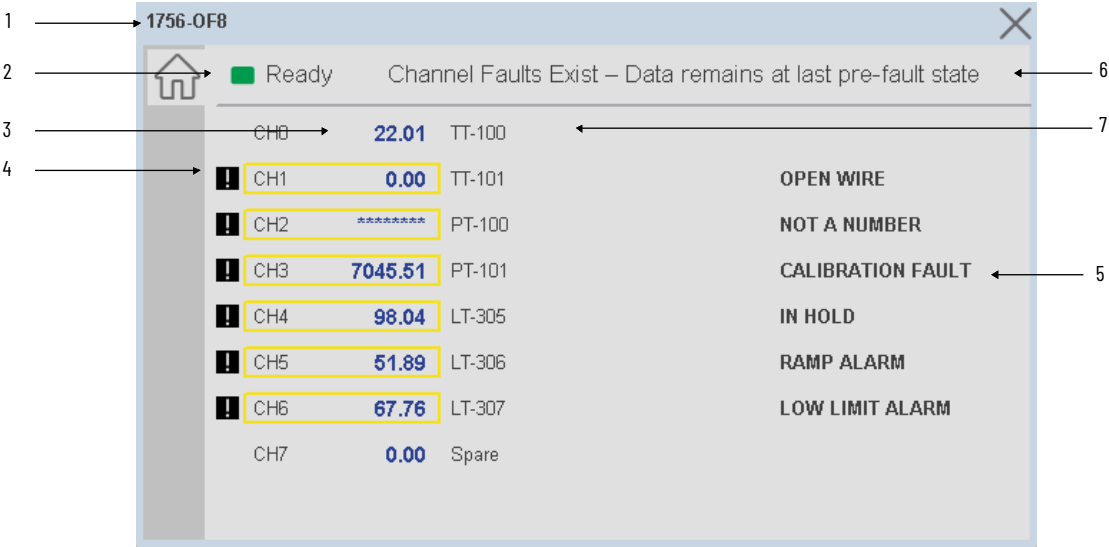 1 1756-OF8
2 Ready Channel Faults Exist – Data remains at last pre-fault state 6
3 CH0 22.01 TT-100 7
4 CH1 0.00 TT-101 OPEN WIRE
CH2 ******** PT-100 NOT A NUMBER
CH3 7045.51 PT-101 CALIBRATION FAULT 5
CH4 98.04 LT-305 IN HOLD
CH5 51.89 LT-306 RAMP ALARM
CH6 67.76 LT-307 LOW LIMIT ALARM
CH7 0.00 Spare